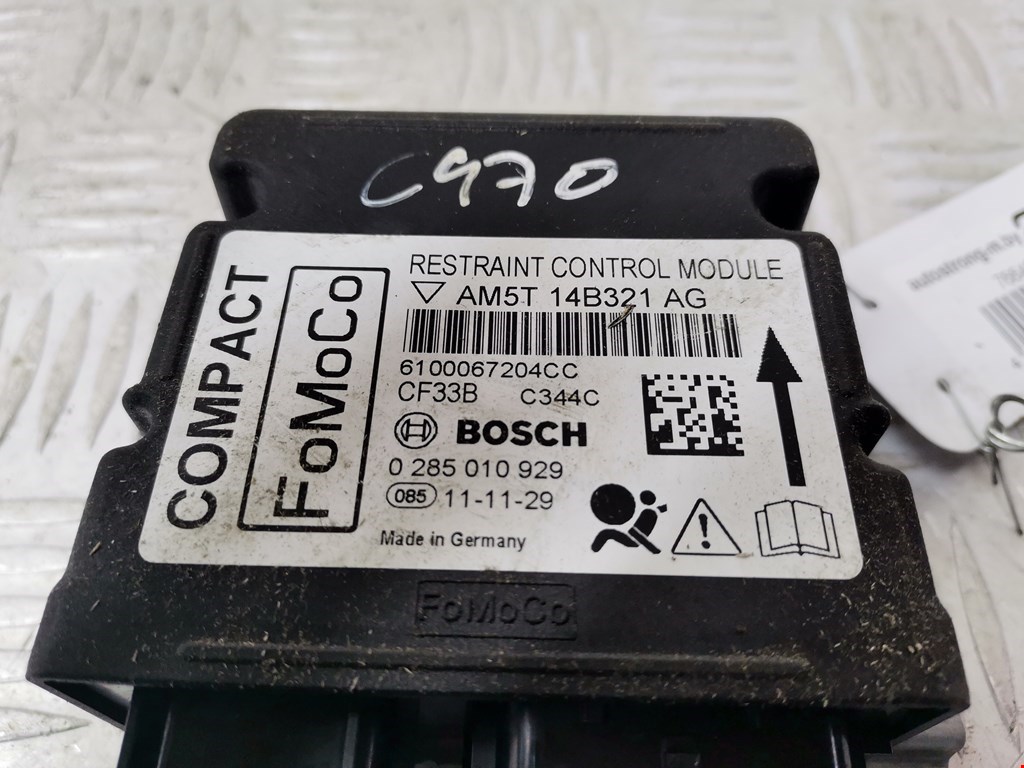 C970
COMPACT
FoMoCo
RESTRAINT CONTROL MODULE
AM5T 14B321 AG
6100067204CC
CF33B C344C
BOSCH
0 285 010 929
085 11-11-29
Made in Germany
FoMoCo